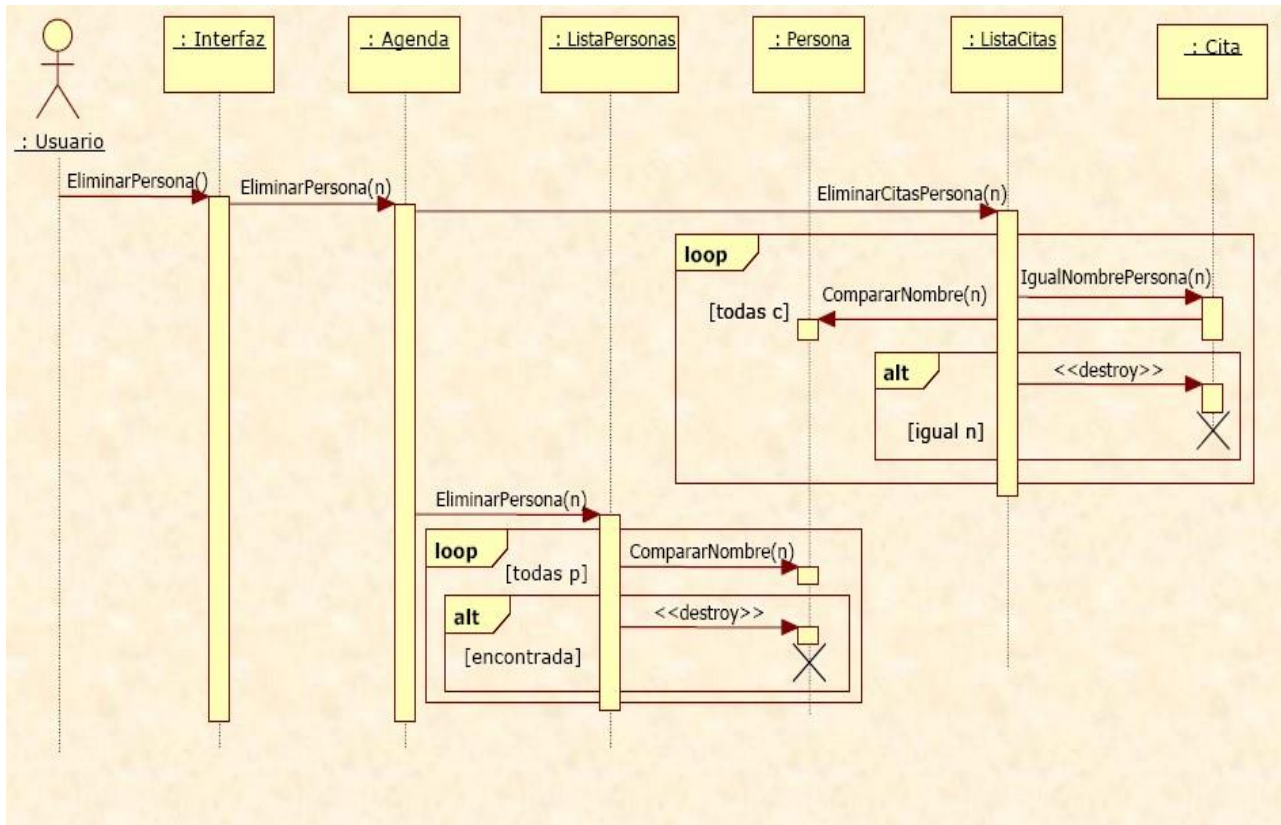 : Interfaz
: Agenda
: ListaPersonas
: Persona
: ListaCitas
: Cita
: Usuario
EliminarPersona()
EliminarPersona(n)
EliminarCitasPersona(n)
loop
IgualNombrePersona(n)
[todas c]
CompararNombre(n)
alt
<<destroy>>
[igual n]
EliminarPersona(n)
loop
CompararNombre(n)
[todas p]
alt
<<destroy>>
[encontrada]